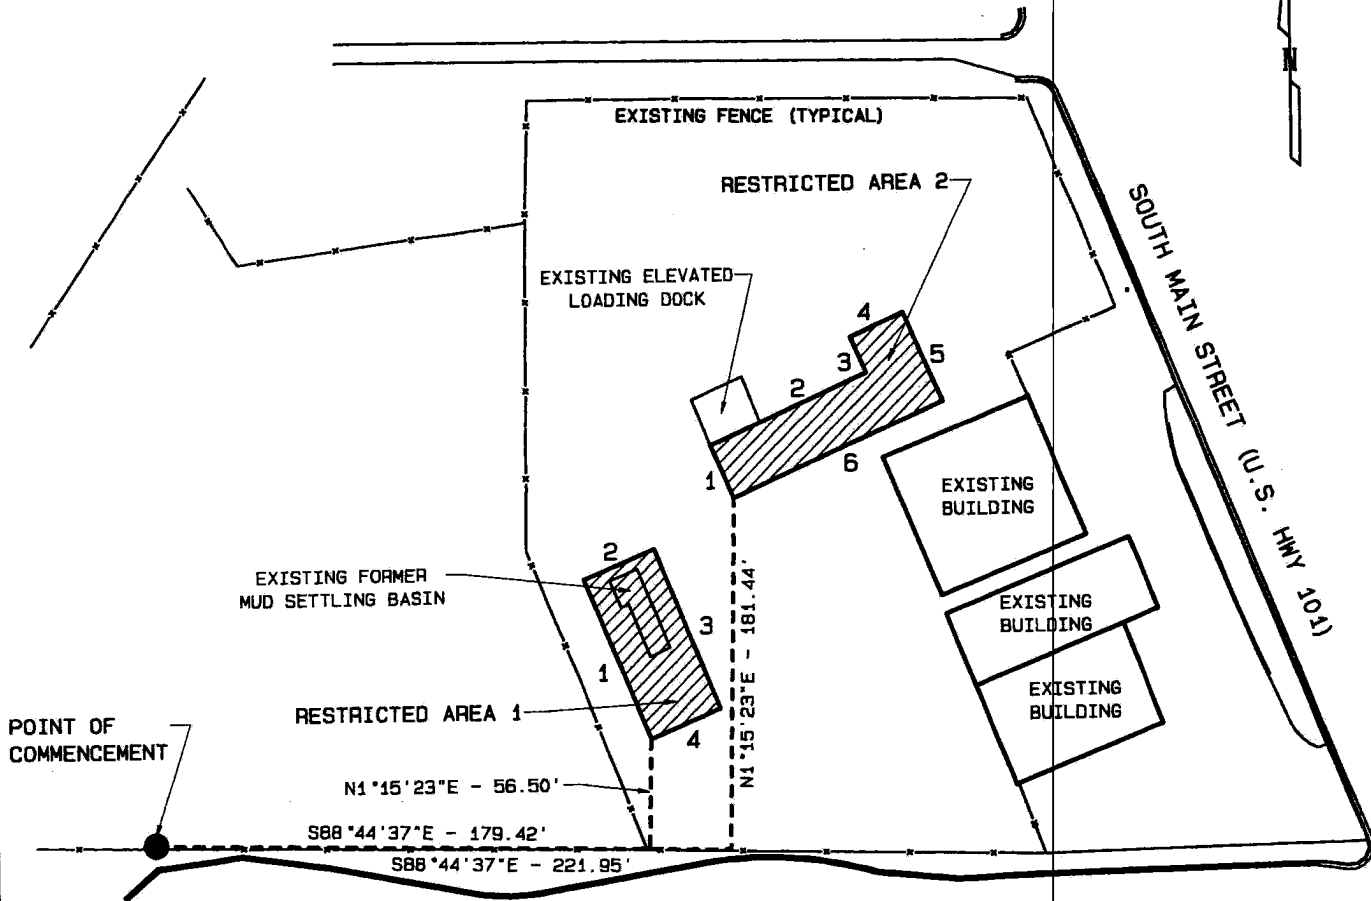 N
EXISTING FENCE (TYPICAL)
RESTRICTED AREA 2
SOUTH MAIN STREET (U.S. HWY 101)
EXISTING ELEVATED
LOADING DOCK
4
3
5
2
6
1
EXISTING
BUILDING
2
EXISTING FORMER
MUD SETTLING BASIN
3
1
4
N1°15'23"E - 181.44'
EXISTING
BUILDING
EXISTING
BUILDING
RESTRICTED AREA 1
POINT OF
COMMENCEMENT
N1°15'23"E - 56.50'
S88°44'37"E - 179.42'
S88°44'37"E - 221.95'